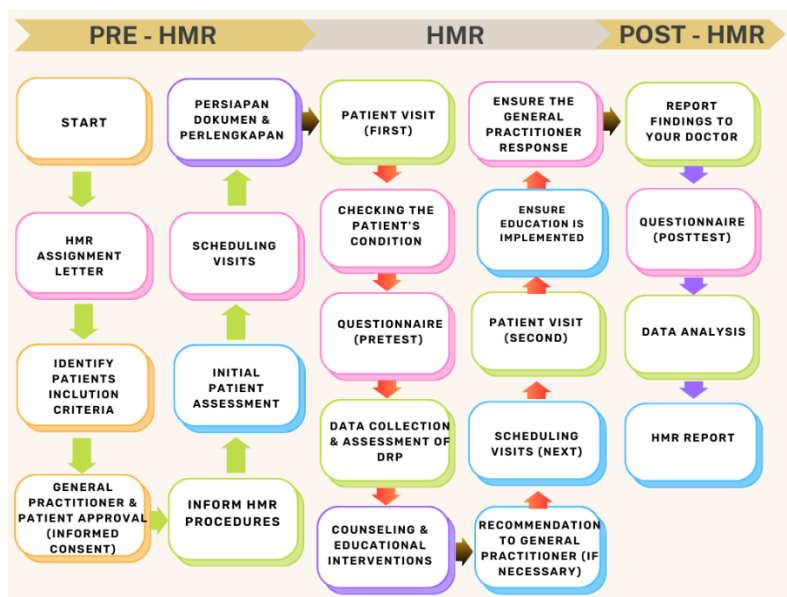 PRE - HMR
HMR
POST - HMR
START
HMR
ASSIGNMENT
LETTER
IDENTIFY
PATIENTS
INCLUTION
CRITERIA
GENERAL
PRACTITIONER &
PATIENT APPROVAL
(INFORMED
CONSENT)
INFORM HMR
PROCEDURES
INITIAL
PATIENT
ASSESSMENT
SCHEDULING
VISITS
PERSIAPAN
DOKUMEN &
PERLENGKAPAN
PATIENT VISIT
(FIRST)
CHECKING THE
PATIENT'S
CONDITION
QUESTIONNAIRE
(PRETEST)
DATA COLLECTION
& ASSESSMENT OF
DRP
COUNSELING &
EDUCATIONAL
INTERVENTIONS
RECOMMENDATION
TO GENERAL
PRACTITIONER (IF
NECESSARY)
SCHEDULING
VISITS (NEXT)
PATIENT VISIT
(SECOND)
ENSURE
EDUCATION IS
IMPLEMENTED
ENSURE THE
GENERAL
PRACTITIONER
RESPONSE
REPORT
FINDINGS TO
YOUR DOCTOR
QUESTIONNAIRE
(POSTTEST)
DATA ANALYSIS
HMR REPORT